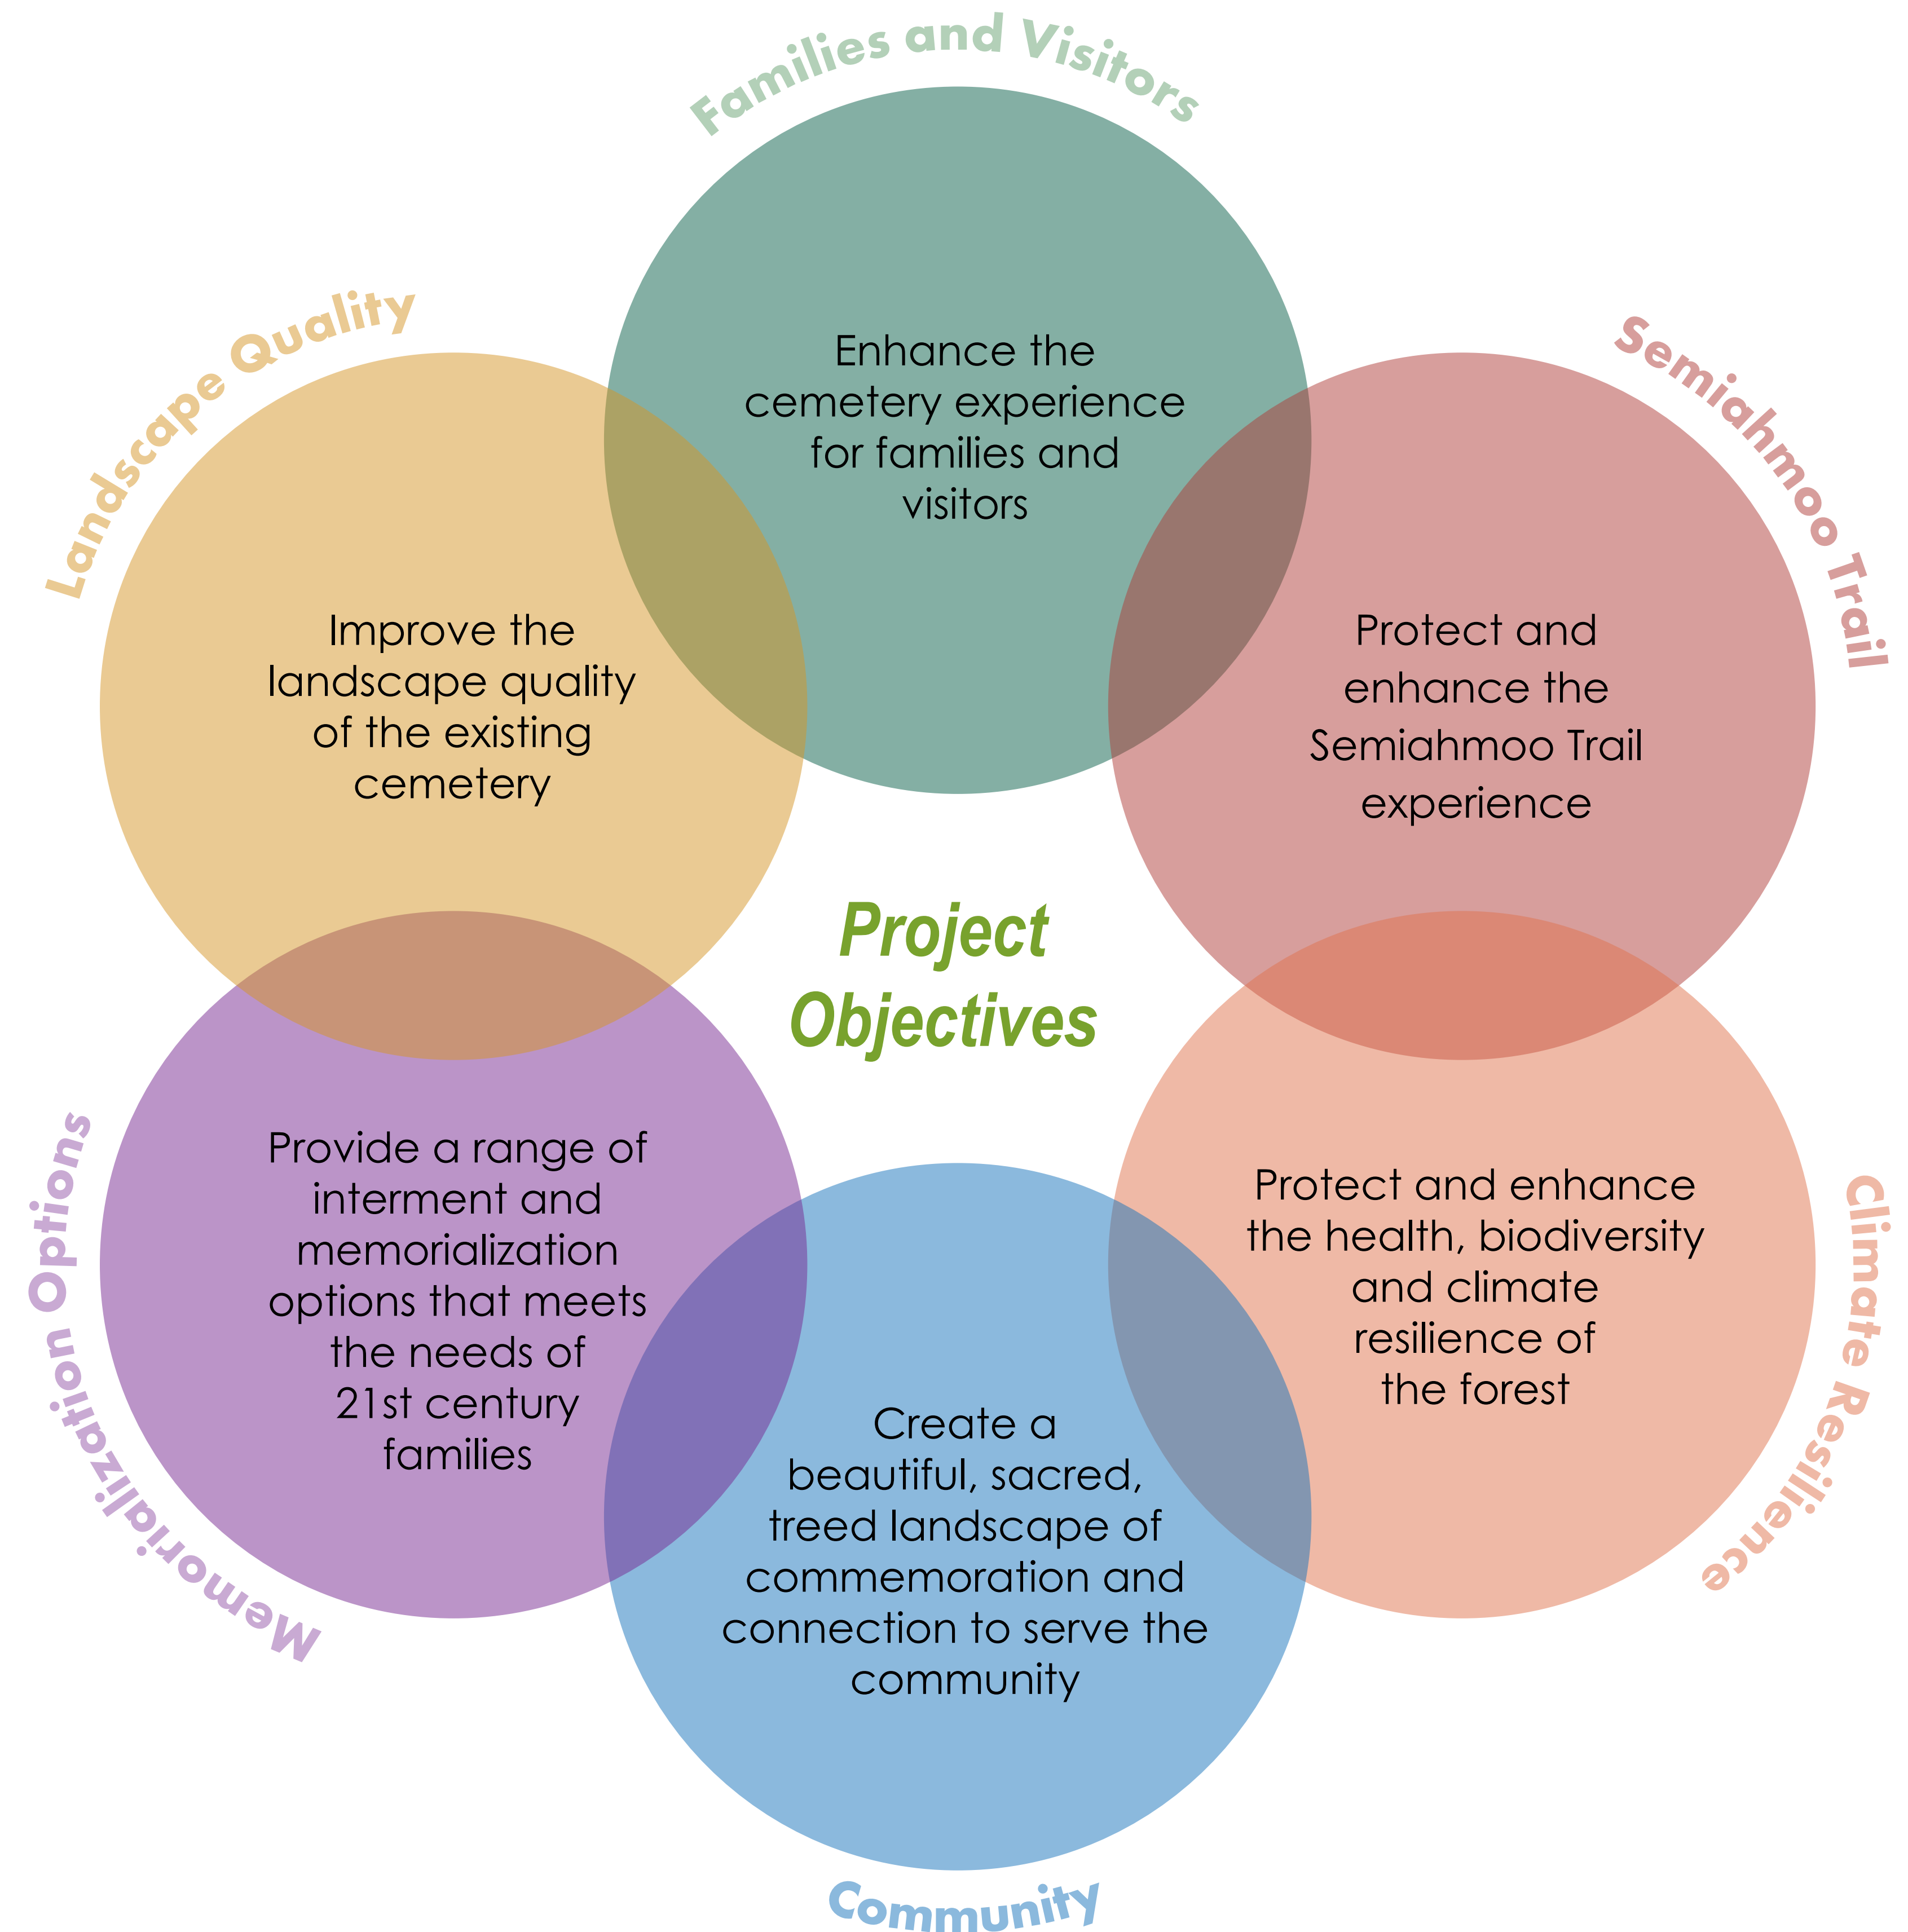 Families and Visitors
Enhance the
cemetery experience
for families and
visitors
Landscape Quality
Improve the
landscape quality
of the existing
cemetery
Semiahmoo Trail
Protect and
enhance the
Semiahmoo Trail
experience
Project
Objectives
Memorialization Options
Provide a range of
interment and
memorialization
options that meets
the needs of
21st century
families
Climate Resilience
Protect and enhance
the health, biodiversity
and climate
resilience of
the forest
Create a
beautiful, sacred,
treed landscape of
commemoration and
connection to serve the
community
Community